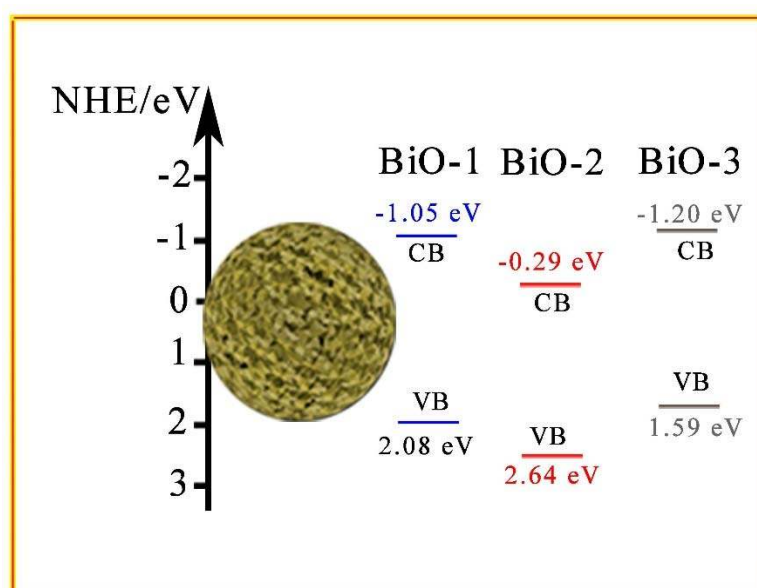 NHE/eV
-2
-1
0
1
2
3
BiO-1
-1.05 eV
CB
VB
2.08 eV
BiO-2
-0.29 eV
CB
VB
2.64 eV
BiO-3
-1.20 eV
CB
VB
1.59 eV